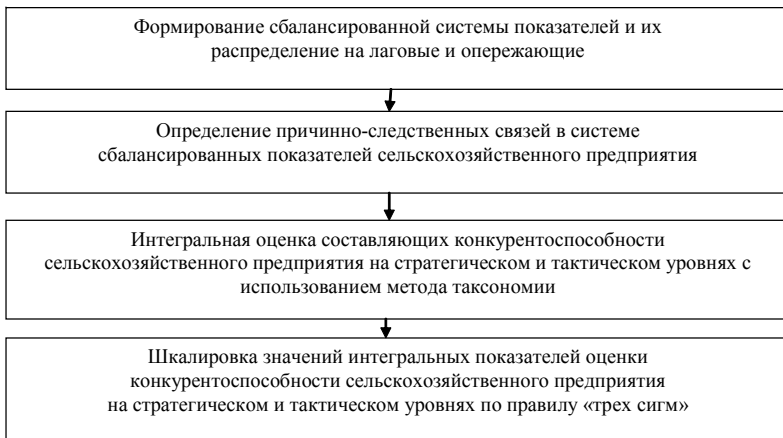 Формирование сбалансированной системы показателей и их
распределение на лаговые и опережающие
Определение причинно-следственных связей в системе
сбалансированных показателей сельскохозяйственного предприятия
Интегральная оценка составляющих конкурентоспособности
сельскохозяйственного предприятия на стратегическом и тактическом уровнях с
использованием метода таксономии
Шкалировка значений интегральных показателей оценки
конкурентоспособности сельскохозяйственного предприятия
на стратегическом и тактическом уровнях по правилу «трех сигм»